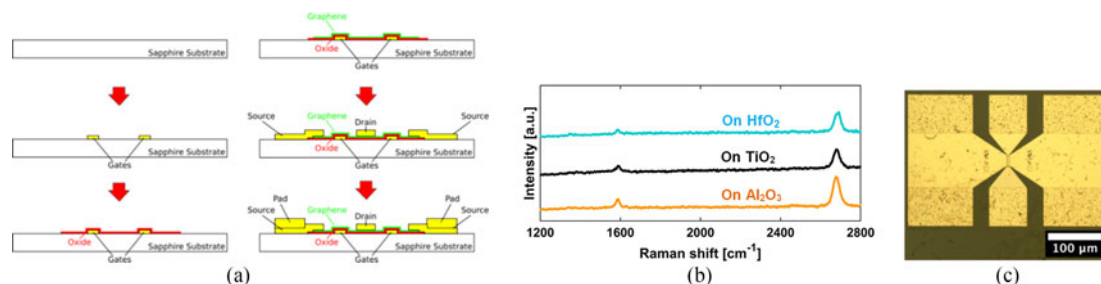 Sapphire Substrate
Gates
Sapphire Substrate
Oxide
Gates
Sapphire Substrate
Graphene
Oxide
Gates
Sapphire Substrate
Source
Graphene
Drain
Source
Oxide
Gates
Sapphire Substrate
Pad
Source
Graphene
Drain
Pad
Source
Oxide
Gates
Sapphire Substrate
(a)
Intensity [a.u.]
On HfO₂
On TiO₂
On Al₂O₃
1200 1600 2000 2400 2800
Raman shift [cm⁻¹]
(b)
100 μm
(c)